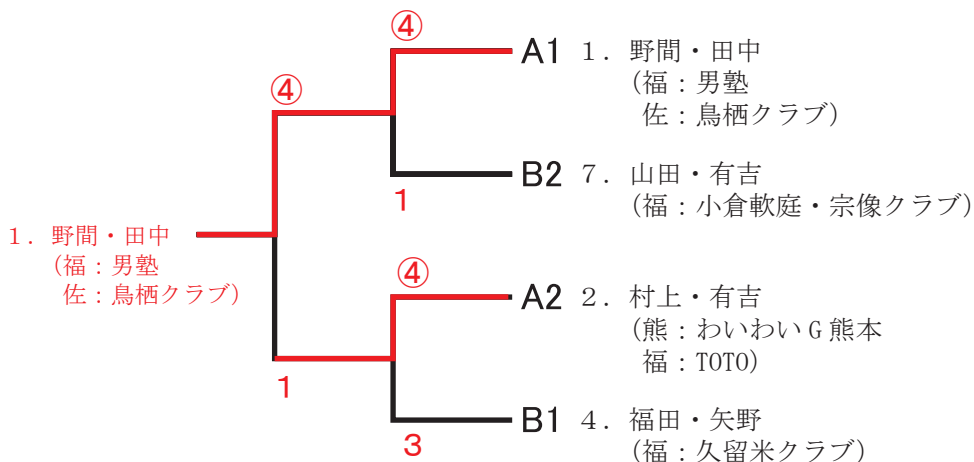 ④
A1 1. 野間・田中
(福:男塾
佐:鳥栖クラブ)
④
B2 7. 山田・有吉
1
(福:小倉軟庭・宗像クラブ)
1. 野間・田中
(福:男塾
佐:鳥栖クラブ)
④
A2 2. 村上・有吉
(熊:わいわいG熊本
福:TOTO)
1
B1 4. 福田・矢野
3
(福:久留米クラブ)